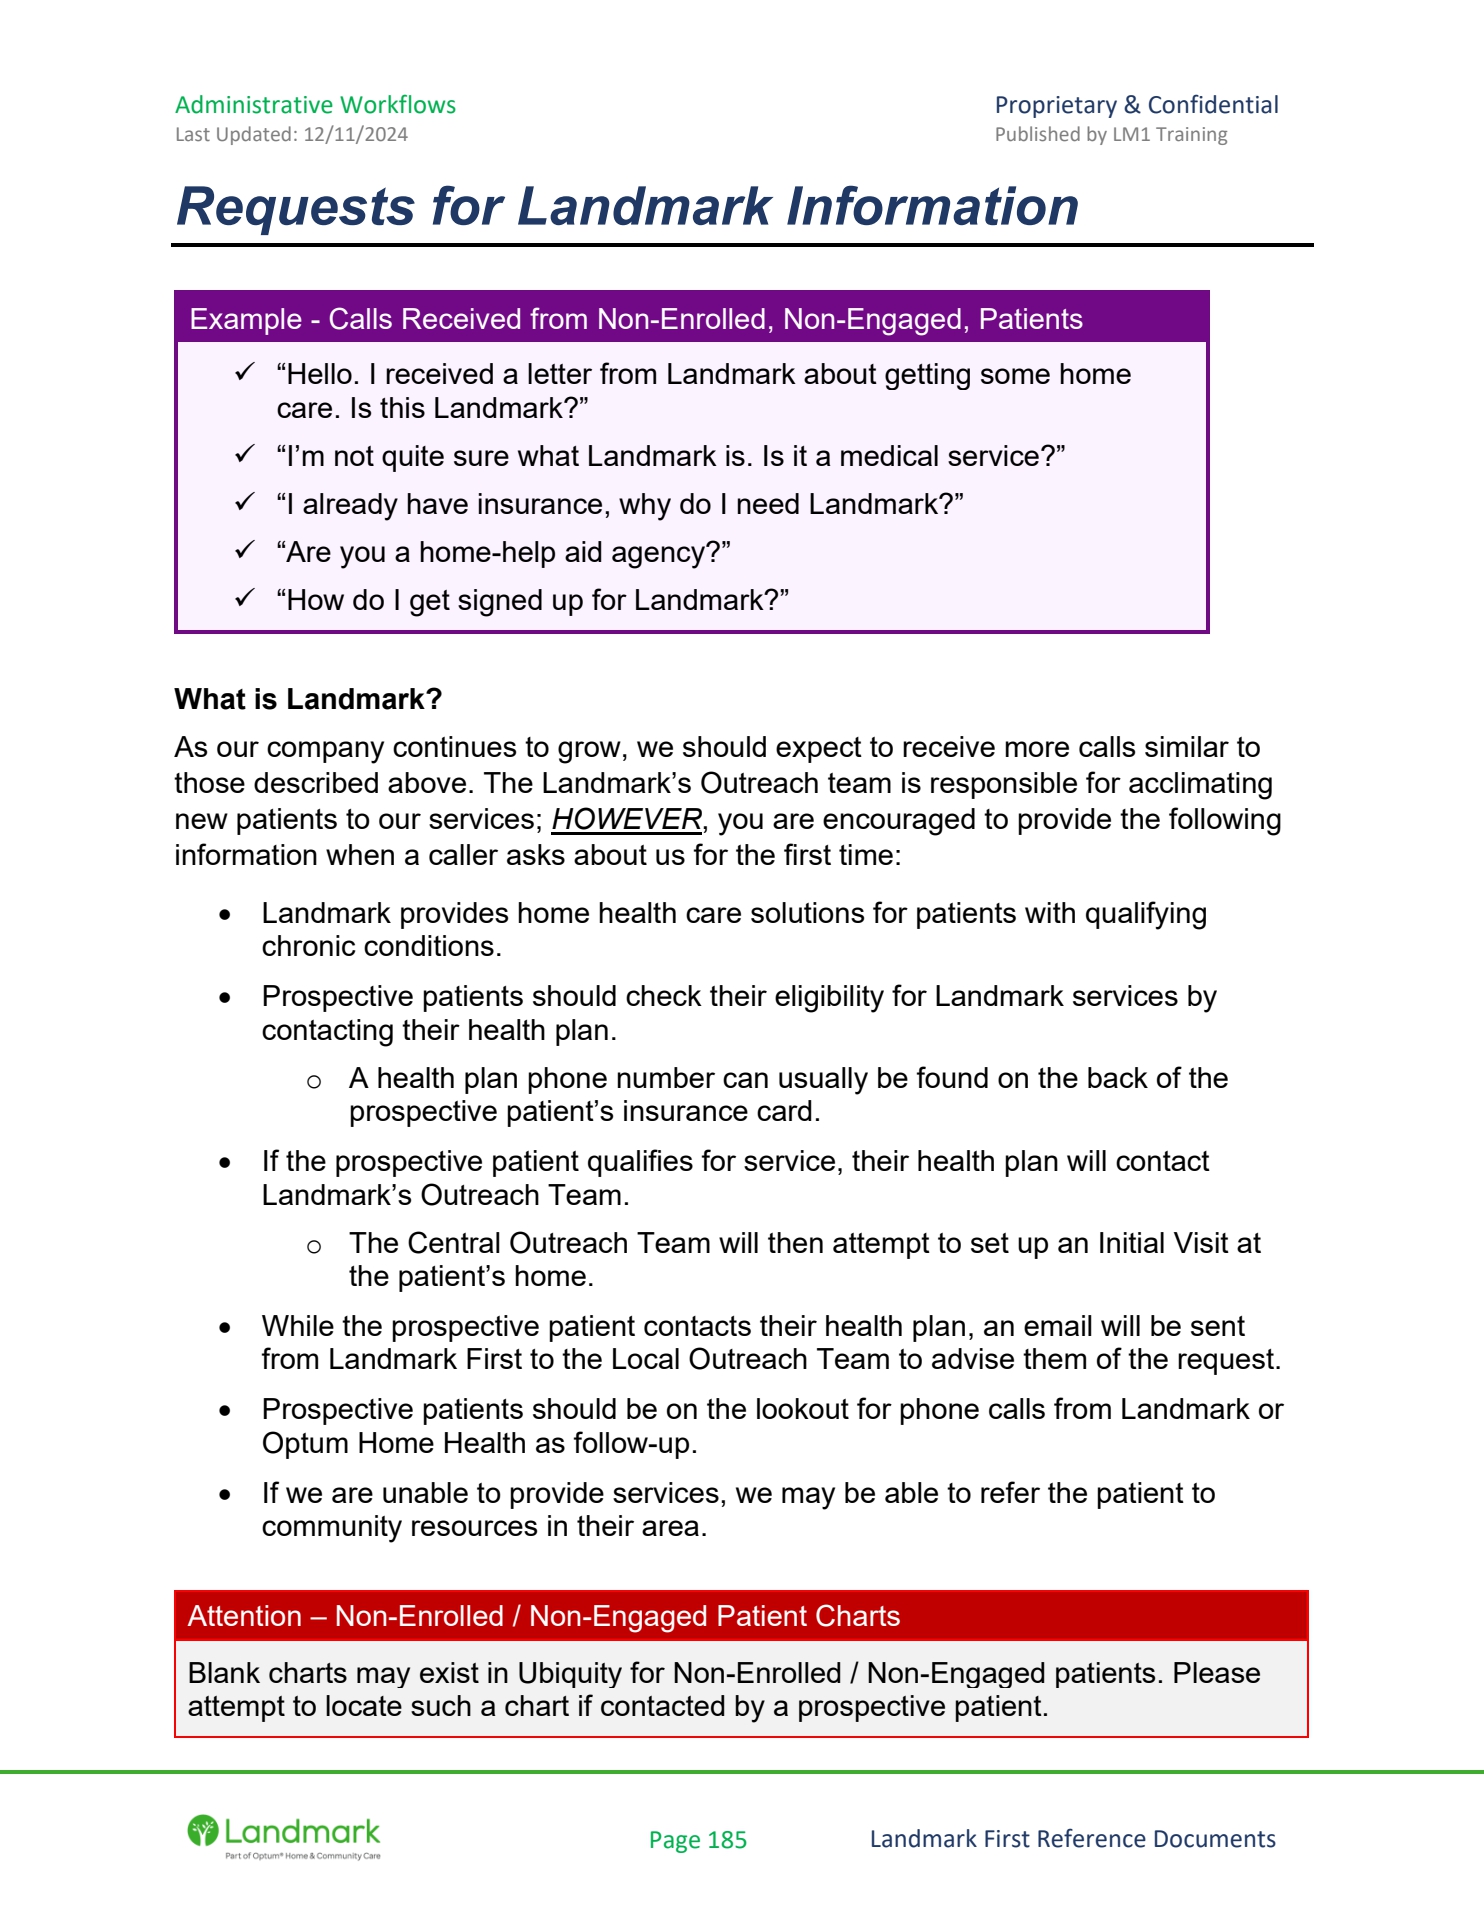 Administrative Workflows
Proprietary & Confidential
Last Updated: 12/11/2024
Published by LM1 Training
Requests for Landmark Information
Example - Calls Received from Non-Enrolled, Non-Engaged, Patients
✓ “Hello. I received a letter from Landmark about getting some home
care. Is this Landmark?”
✓ “I’m not quite sure what Landmark is. Is it a medical service?”
✓ “I already have insurance, why do I need Landmark?”
✓ “Are you a home-help aid agency?”
✓ “How do I get signed up for Landmark?”
What is Landmark?
As our company continues to grow, we should expect to receive more calls similar to
those described above. The Landmark’s Outreach team is responsible for acclimating
new patients to our services; HOWEVER, you are encouraged to provide the following
information when a caller asks about us for the first time:
• Landmark provides home health care solutions for patients with qualifying
chronic conditions.
• Prospective patients should check their eligibility for Landmark services by
contacting their health plan.
o A health plan phone number can usually be found on the back of the
prospective patient’s insurance card.
• If the prospective patient qualifies for service, their health plan will contact
Landmark’s Outreach Team.
o The Central Outreach Team will then attempt to set up an Initial Visit at
the patient’s home.
• While the prospective patient contacts their health plan, an email will be sent
from Landmark First to the Local Outreach Team to advise them of the request.
• Prospective patients should be on the lookout for phone calls from Landmark or
Optum Home Health as follow-up.
• If we are unable to provide services, we may be able to refer the patient to
community resources in their area.
Attention – Non-Enrolled / Non-Engaged Patient Charts
Blank charts may exist in Ubiquity for Non-Enrolled / Non-Engaged patients. Please
attempt to locate such a chart if contacted by a prospective patient.
Landmark
Part of Optum® Home & Community Care
Page 185
Landmark First Reference Documents